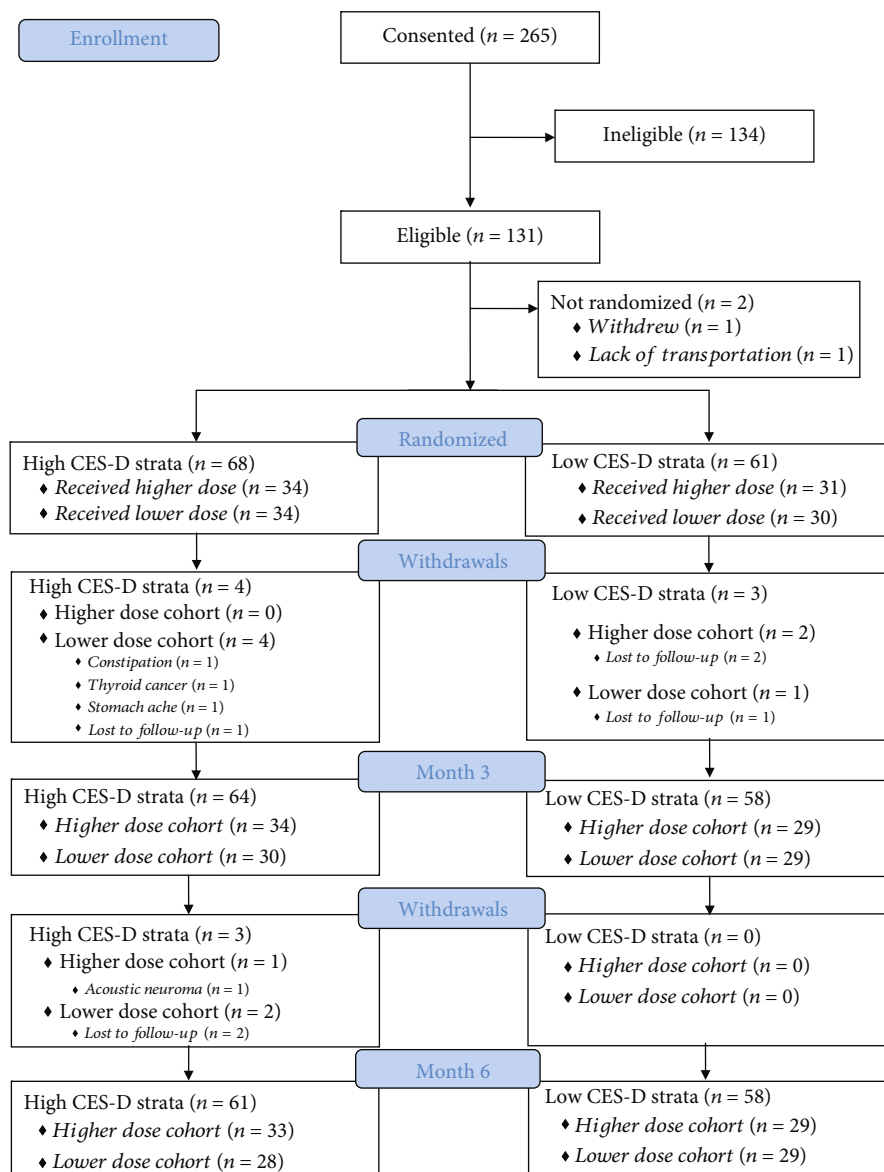 Enrollment
Consented (n = 265)
Ineligible (n = 134)
Eligible (n = 131)
Not randomized (n = 2)
♦ Withdrew (n = 1)
♦ Lack of transportation (n = 1)
Randomized
High CES-D strata (n = 68)
♦ Received higher dose (n = 34)
♦ Received lower dose (n = 34)
Low CES-D strata (n = 61)
♦ Received higher dose (n = 31)
♦ Received lower dose (n = 30)
Withdrawals
High CES-D strata (n = 4)
♦ Higher dose cohort (n = 0)
♦ Lower dose cohort (n = 4)
♦ Constipation (n = 1)
♦ Thyroid cancer (n = 1)
♦ Stomach ache (n = 1)
♦ Lost to follow-up (n = 1)
Low CES-D strata (n = 3)
♦ Higher dose cohort (n = 2)
♦ Lost to follow-up (n = 2)
♦ Lower dose cohort (n = 1)
♦ Lost to follow-up (n = 1)
Month 3
High CES-D strata (n = 64)
♦ Higher dose cohort (n = 34)
♦ Lower dose cohort (n = 30)
Low CES-D strata (n = 58)
♦ Higher dose cohort (n = 29)
♦ Lower dose cohort (n = 29)
Withdrawals
High CES-D strata (n = 3)
♦ Higher dose cohort (n = 1)
♦ Acoustic neuroma (n = 1)
♦ Lower dose cohort (n = 2)
♦ Lost to follow-up (n = 2)
Low CES-D strata (n = 0)
♦ Higher dose cohort (n = 0)
♦ Lower dose cohort (n = 0)
Month 6
High CES-D strata (n = 61)
♦ Higher dose cohort (n = 33)
♦ Lower dose cohort (n = 28)
Low CES-D strata (n = 58)
♦ Higher dose cohort (n = 29)
♦ Lower dose cohort (n = 29)